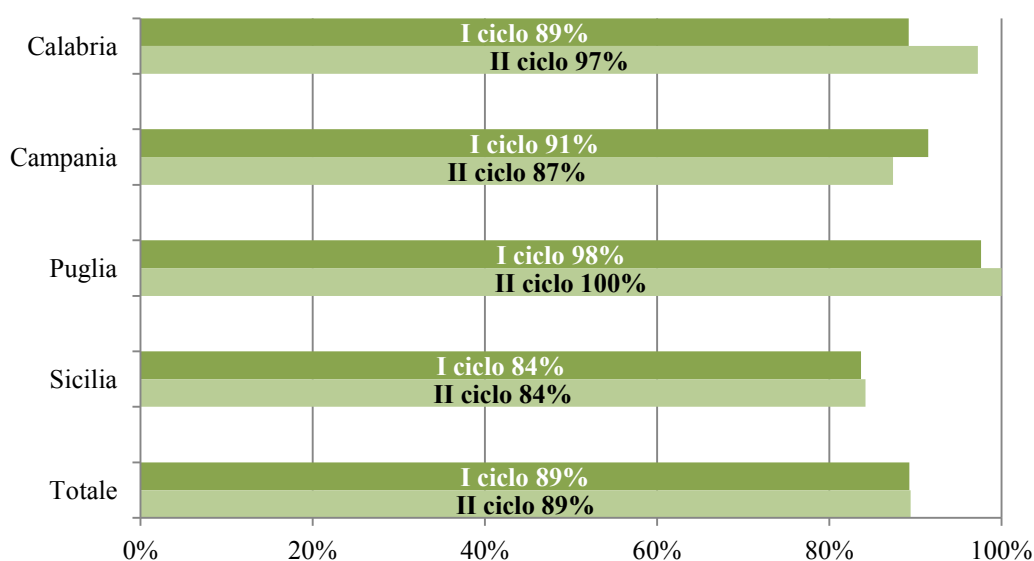 Calabria
I ciclo 89%
II ciclo 97%
Campania
I ciclo 91%
II ciclo 87%
Puglia
I ciclo 98%
II ciclo 100%
Sicilia
I ciclo 84%
II ciclo 84%
Totale
I ciclo 89%
II ciclo 89%
0% 20% 40% 60% 80% 100%